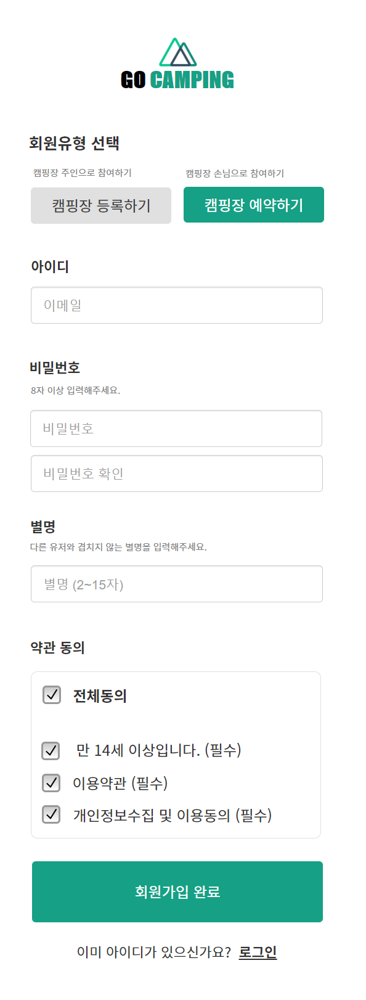 GO CAMPING
회원유형 선택
캠핑장 주인으로 참여하기
캠핑장 손님으로 참여하기
캠핑장 등록하기
캠핑장 예약하기
아이디
이메일
비밀번호
8자 이상 입력해주세요.
비밀번호
비밀번호 확인
별명
다른 유저와 겹치지 않는 별명을 입력해주세요.
별명 (2~15자)
약관 동의
전체동의
만 14세 이상입니다. (필수)
이용약관 (필수)
개인정보수집 및 이용동의 (필수)
회원가입 완료
이미 아이디가 있으신가요? 로그인